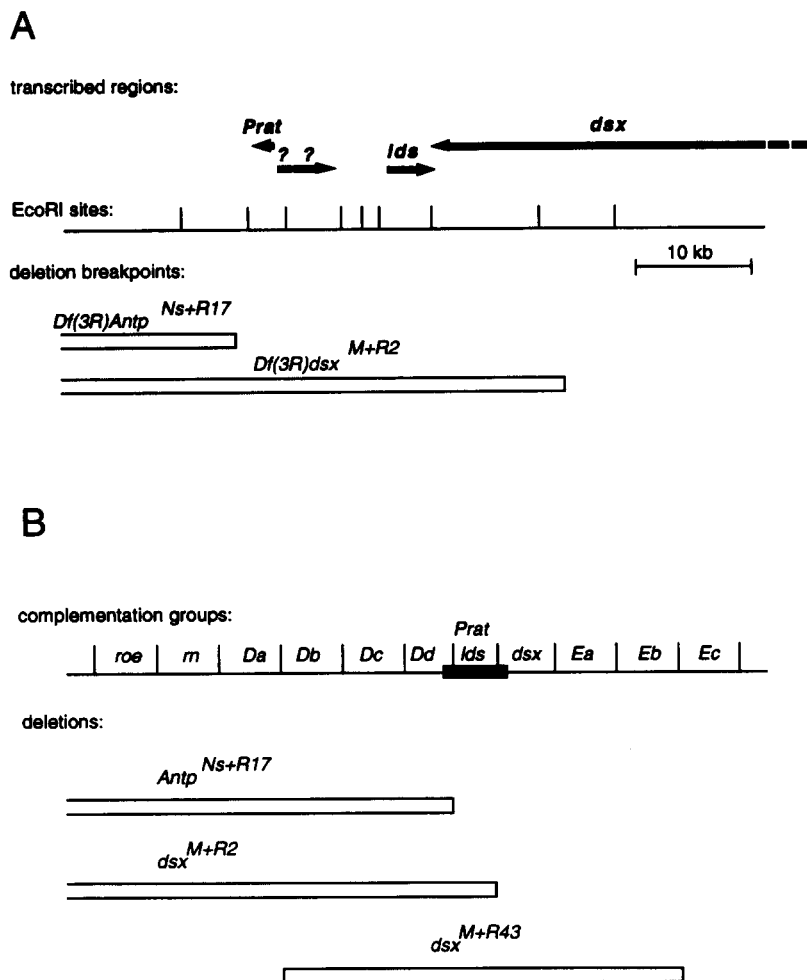 A
transcribed regions:
Prat
dsx
? ?
lds
EcoRI sites:
10 kb
deletion breakpoints:
Df(3R)Antp Ns+R17
Df(3R)dsx M+R2
B
complementation groups:
Prat
roe rn Da Db Dc Dd lds dsx Ea Eb Ec
deletions:
Antp Ns+R17
dsx M+R2
dsx M+R43